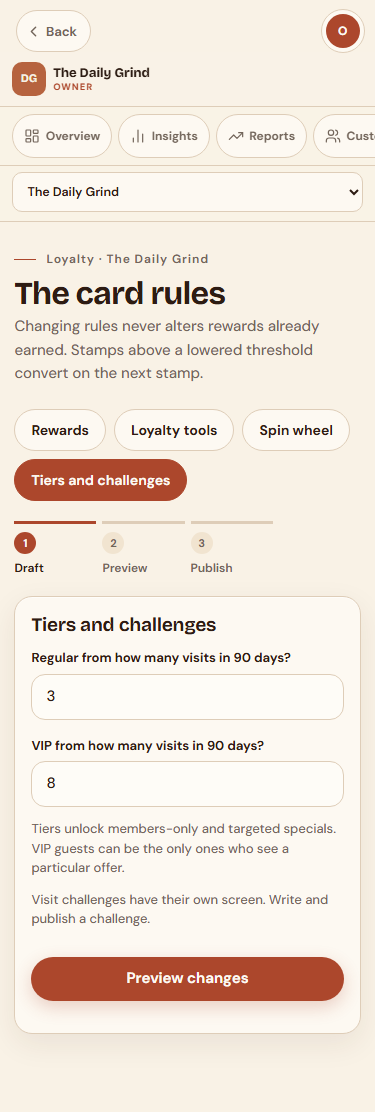 Back
O
DG
The Daily Grind
OWNER
Overview
Insights
Reports
The Daily Grind
Loyalty · The Daily Grind
The card rules
Changing rules never alters rewards already
earned. Stamps above a lowered threshold
convert on the next stamp.
Rewards
Loyalty tools
Spin wheel
Tiers and challenges
1
2
3
Draft
Preview
Publish
Tiers and challenges
Regular from how many visits in 90 days?
3
VIP from how many visits in 90 days?
8
Tiers unlock members-only and targeted specials.
VIP guests can be the only ones who see a
particular offer.
Visit challenges have their own screen. Write and
publish a challenge.
Preview changes